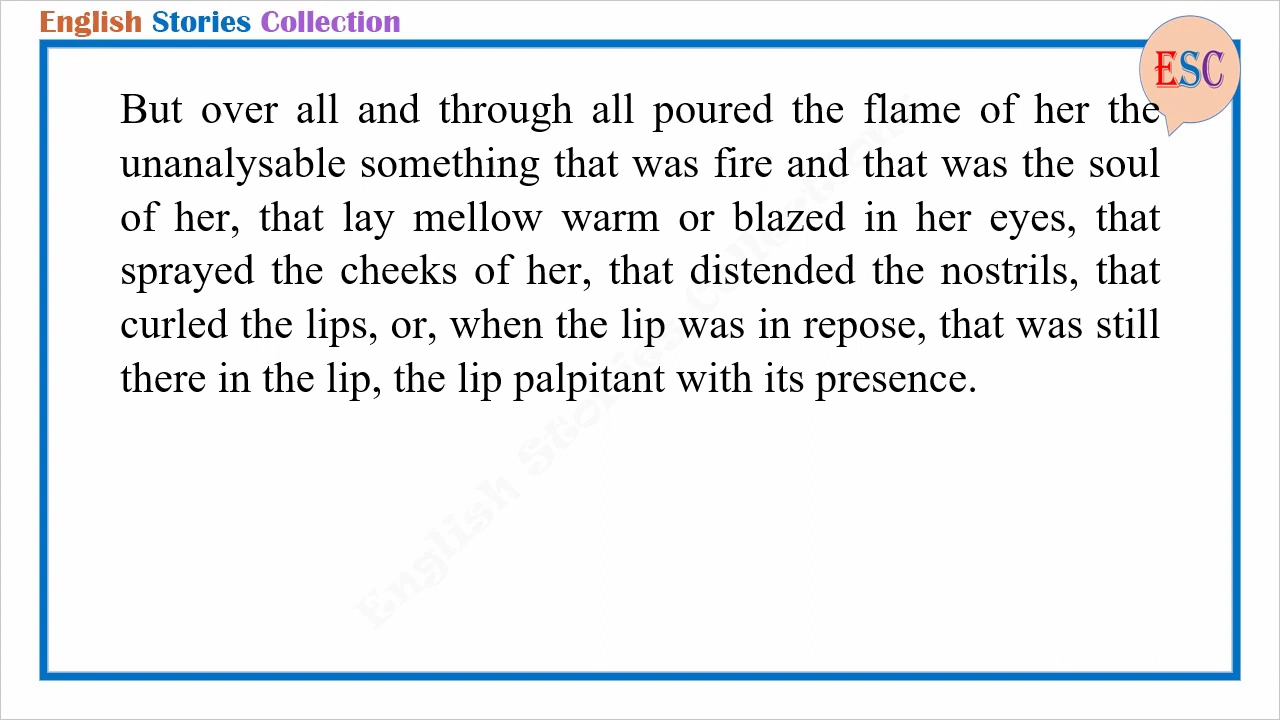 English Stories Collection
ESC
But over all and through all poured the flame of her the
unanalysable something that was fire and that was the soul
of her, that lay mellow warm or blazed in her eyes, that
sprayed the cheeks of her, that distended the nostrils, that
curled the lips, or, when the lip was in repose, that was still
there in the lip, the lip palpitant with its presence.
English Stories Collection